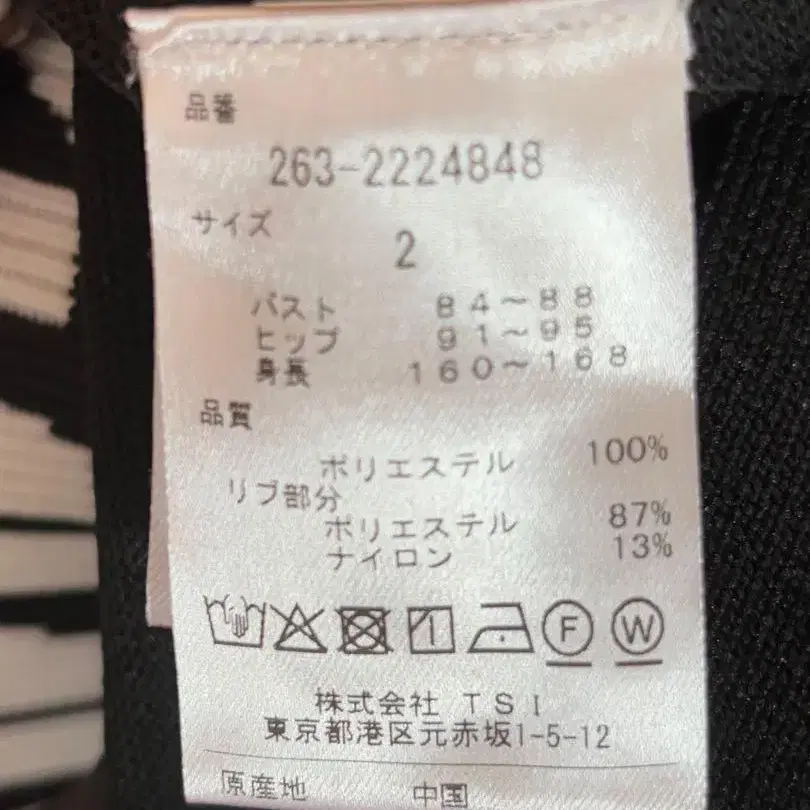 品番
263-2224848
サイズ
2
バスト 84～88
ヒップ 91～95
身長 160～168
品質
ポリエステル 100%
リブ部分
ポリエステル 87%
ナイロン 13%
F W
株式会社 TSI
東京都港区元赤坂1-5-12
原産地 中国